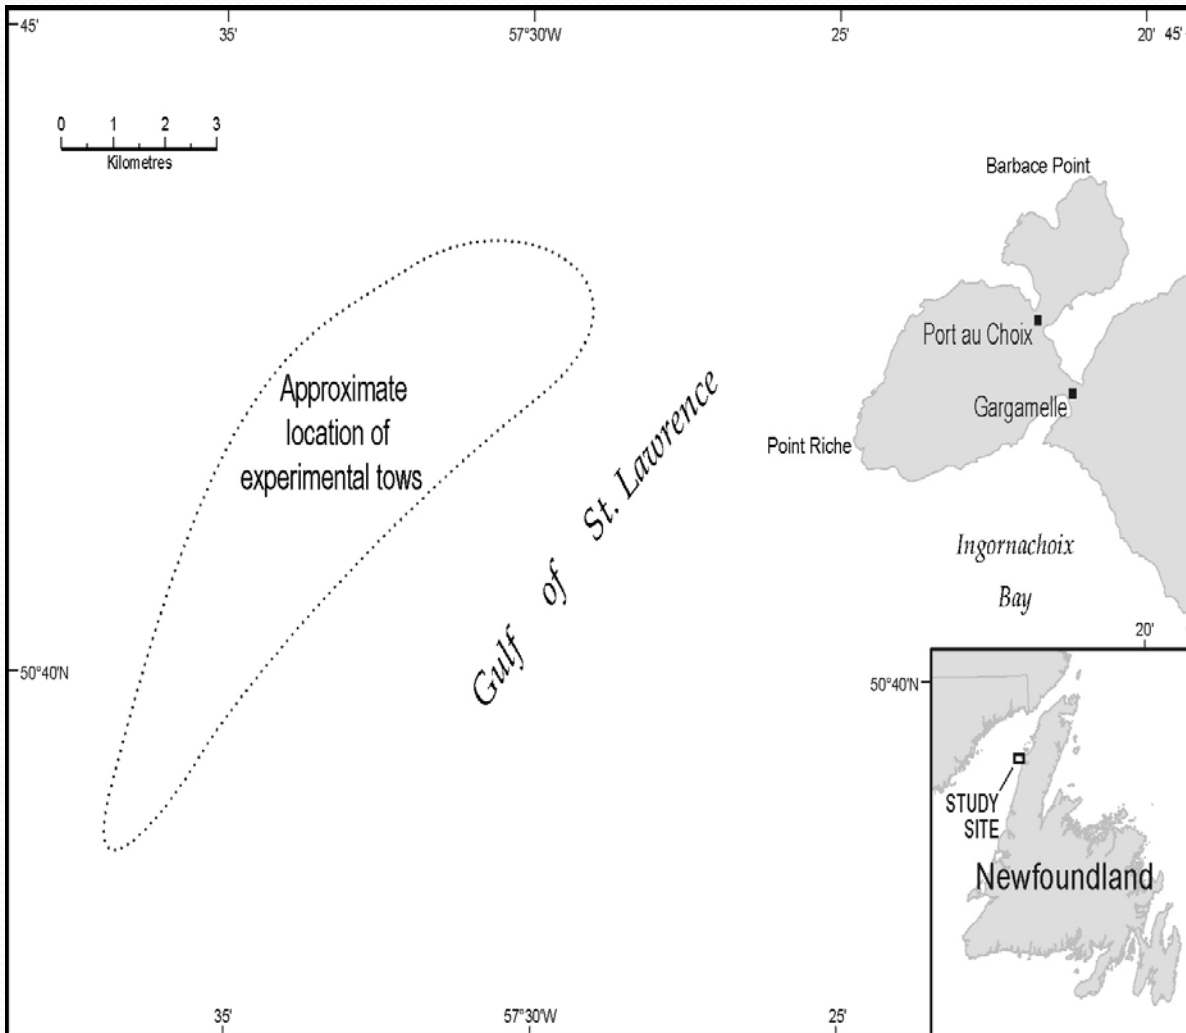 45'
35'
57°30'W
25'
20' 45'
0 1 2 3
Kilometres
Barbace Point
Port au Choix
Gargamelle
Point Riche
Approximate
location of
experimental tows
Gulf of St. Lawrence
Ingornachoix
Bay
20'
50°40'N
50°40'N
STUDY
SITE
Newfoundland
35'
57°30'W
25'